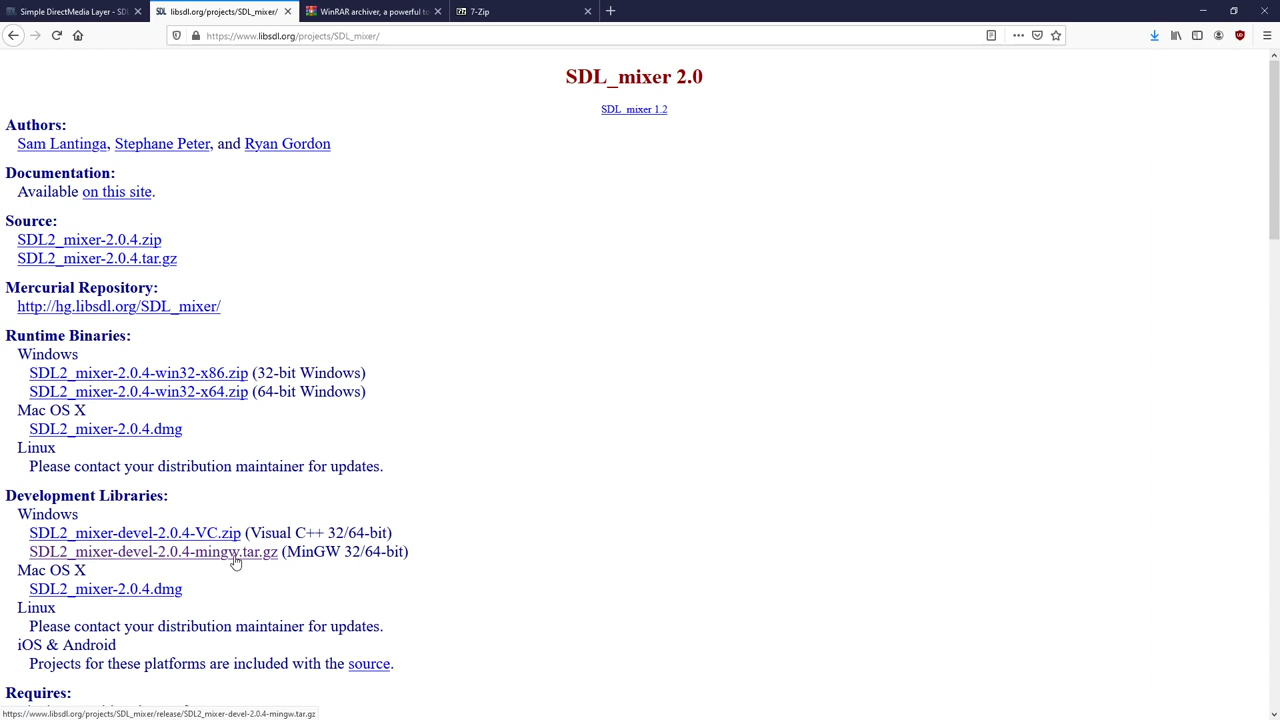 Simple DirectMedia Layer - SDL
libsdl.org/projects/SDL_mixer/
WinRAR archiver, a powerful to
7-Zip
https://www.libsdl.org/projects/SDL_mixer/
SDL_mixer 2.0
SDL_mixer 1.2
Authors:
Sam Lantinga, Stephane Peter, and Ryan Gordon
Documentation:
Available on this site.
Source:
SDL2_mixer-2.0.4.zip
SDL2_mixer-2.0.4.tar.gz
Mercurial Repository:
http://hg.libsdl.org/SDL_mixer/
Runtime Binaries:
Windows
SDL2_mixer-2.0.4-win32-x86.zip (32-bit Windows)
SDL2_mixer-2.0.4-win32-x64.zip (64-bit Windows)
Mac OS X
SDL2_mixer-2.0.4.dmg
Linux
Please contact your distribution maintainer for updates.
Development Libraries:
Windows
SDL2_mixer-devel-2.0.4-VC.zip (Visual C++ 32/64-bit)
SDL2_mixer-devel-2.0.4-mingw.tar.gz (MinGW 32/64-bit)
Mac OS X
SDL2_mixer-2.0.4.dmg
Linux
Please contact your distribution maintainer for updates.
iOS & Android
Projects for these platforms are included with the source.
Requires:
https://www.libsdl.org/projects/SDL_mixer/release/SDL2_mixer-devel-2.0.4-mingw.tar.gz